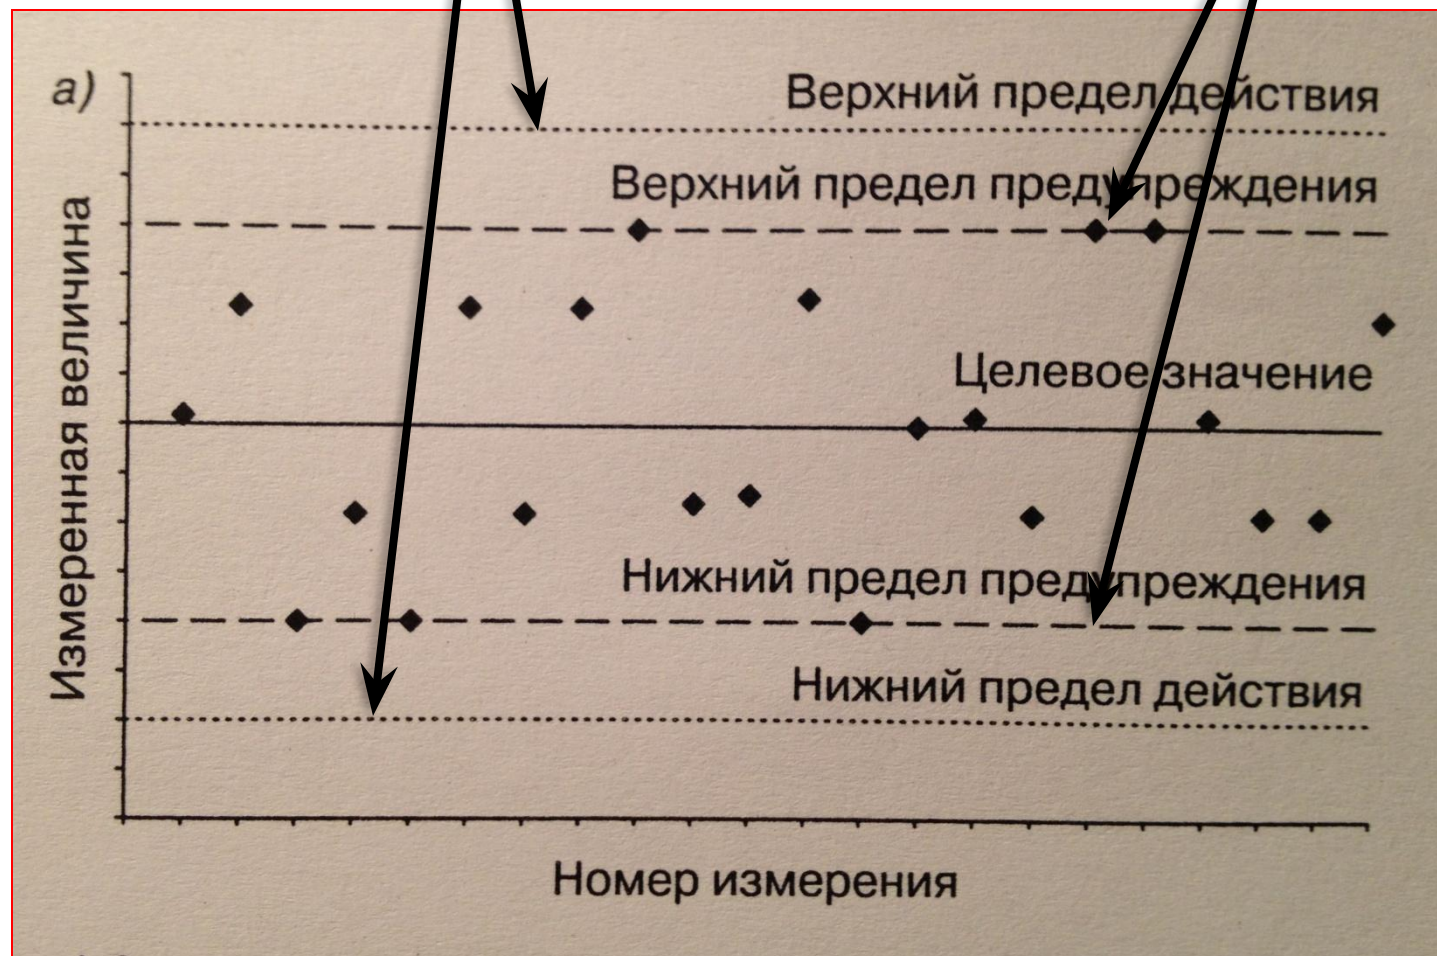 а)
Верхний предел действия
Верхний предел предупреждения
Измеренная величина
Целевое значение
Нижний предел предупреждения
Нижний предел действия
Номер измерения